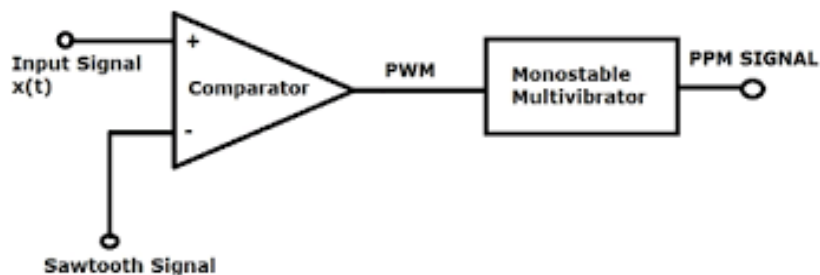 Input Signal
x(t)
+
-
Comparator
Sawtooth Signal
PWM
Monostable
Multivibrator
PPM SIGNAL